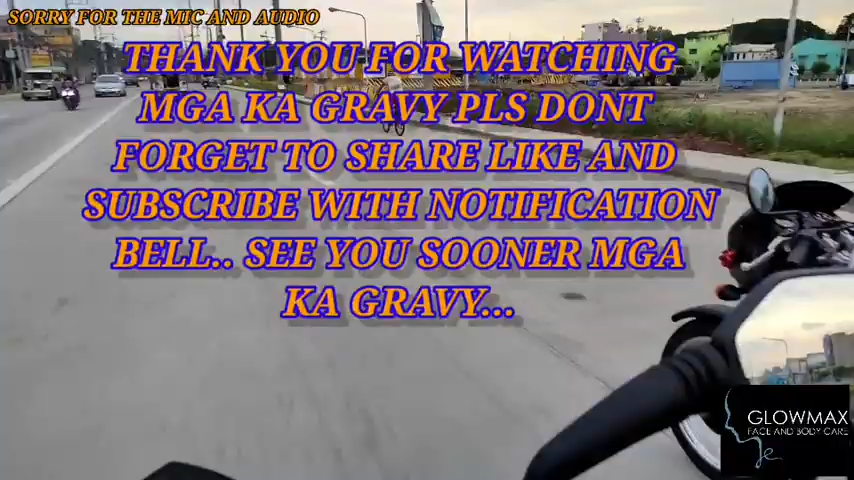 SORRY FOR THE MIC AND AUDIO
THANK YOU FOR WATCHING
MGA KA GRAVY PLS DONT
FORGET TO SHARE LIKE AND
SUBSCRIBE WITH NOTIFICATION
BELL.. SEE YOU SOONER MGA
KA GRAVY...
GLOWMAX
FACE AND BODY CARE